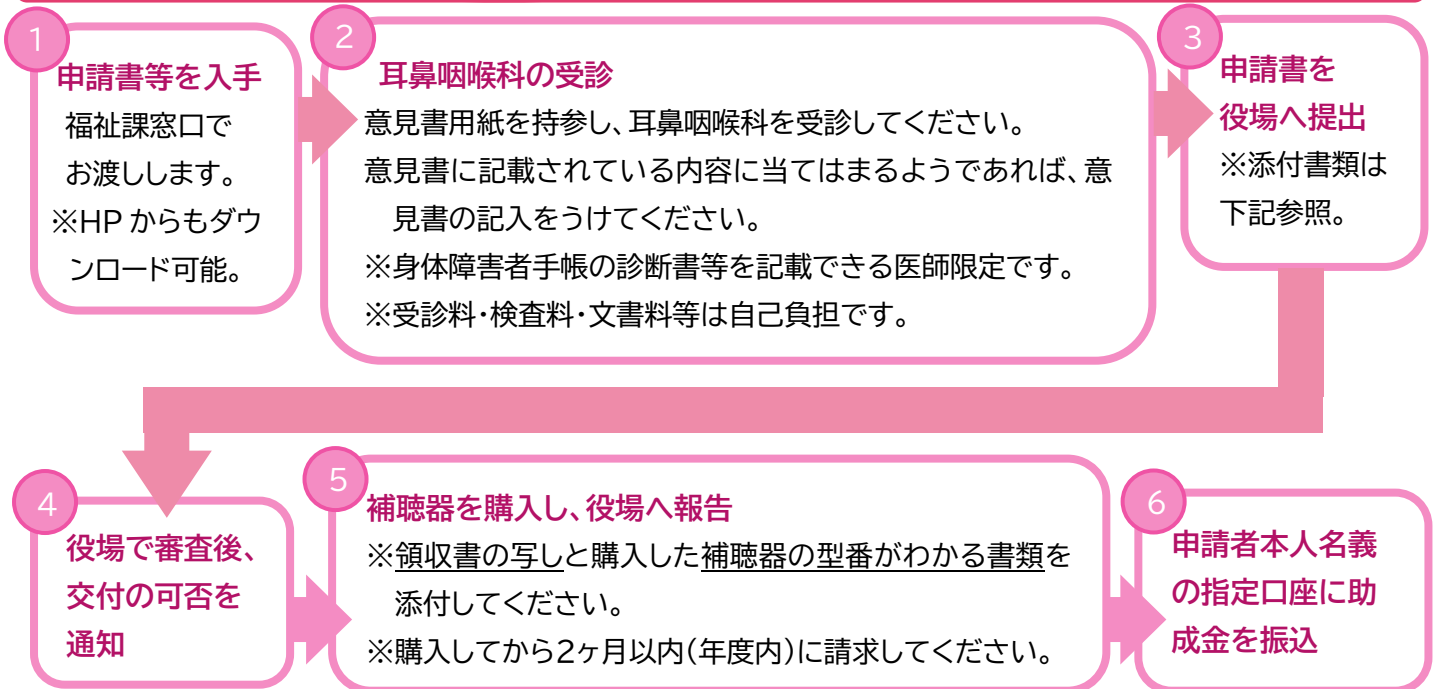 1
申請書等を入手
福祉課窓口で
お渡しします。
※HPからもダウ
ンロード可能。
2
耳鼻咽喉科の受診
意見書用紙を持参し、耳鼻咽喉科を受診してください。
意見書に記載されている内容に当てはまるようであれば、意
見書の記入をうけてください。
※身体障害者手帳の診断書等を記載できる医師限定です。
※受診料・検査料・文書料等は自己負担です。
3
申請書を
役場へ提出
※添付書類は
下記参照。
4
役場で審査後、
交付の可否を
通知
5
補聴器を購入し、役場へ報告
※領収書の写しと購入した補聴器の型番がわかる書類を
添付してください。
※購入してから2ヶ月以内(年度内)に請求してください。
6
申請者本人名義
の指定口座に助
成金を振込